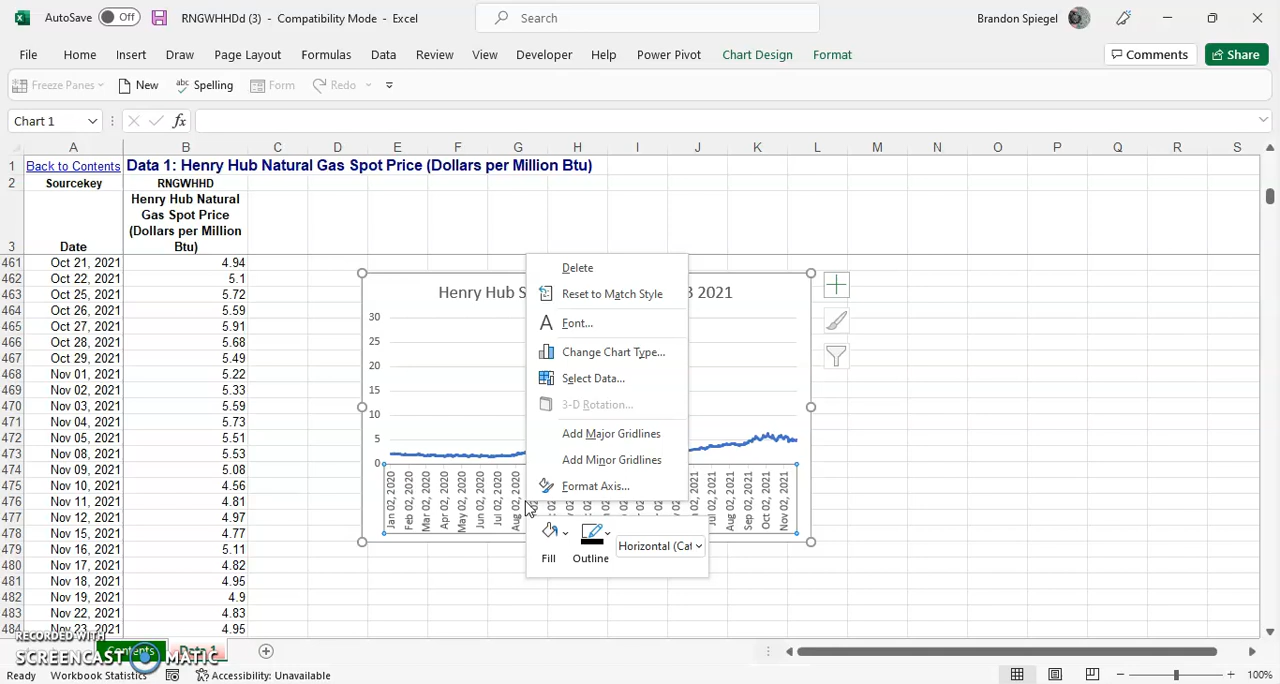 AutoSave Off RNGWHHDd (3) - Compatibility Mode - Excel Search Brandon Spiegel
File Home Insert Draw Page Layout Formulas Data Review View Developer Help Power Pivot Chart Design Format Comments Share
Freeze Panes New Spelling Form Redo
Chart 1 fx
A B C D E F G H I J K L M N O P Q R S
1 Back to Contents Data 1: Henry Hub Natural Gas Spot Price (Dollars per Million Btu)
2 Sourcekey RNGWHHD
Henry Hub Natural
Gas Spot Price
(Dollars per Million
3 Date Btu)
461 Oct 21, 2021 4.94
462 Oct 22, 2021 5.1
463 Oct 25, 2021 5.72
464 Oct 26, 2021 5.59
465 Oct 27, 2021 5.91
466 Oct 28, 2021 5.68
467 Oct 29, 2021 5.49
468 Nov 01, 2021 5.22
469 Nov 02, 2021 5.33
470 Nov 03, 2021 5.59
471 Nov 04, 2021 5.73
472 Nov 05, 2021 5.51
473 Nov 08, 2021 5.53
474 Nov 09, 2021 5.08
475 Nov 10, 2021 4.56
476 Nov 11, 2021 4.81
477 Nov 12, 2021 4.97
478 Nov 15, 2021 4.77
479 Nov 16, 2021 5.11
480 Nov 17, 2021 4.82
481 Nov 18, 2021 4.95
482 Nov 19, 2021 4.9
483 Nov 22, 2021 4.83
484 Nov 23, 2021 4.95
Henry Hub S 3 2021
30
25
20
15
10
5
0
Jan 02, 2020
Feb 02, 2020
Mar 02, 2020
Apr 02, 2020
May 02, 2020
Jun 02, 2020
Jul 02, 2020
Aug 02, 2020
Jul 02, 2021
Aug 02, 2021
Sep 02, 2021
Oct 02, 2021
Nov 02, 2021
Delete
Reset to Match Style
Font...
Change Chart Type...
Select Data...
3-D Rotation...
Add Major Gridlines
Add Minor Gridlines
Format Axis...
Fill Outline Horizontal (Cat
Contents Data 1
RECORDED WITH
SCREENCAST MATIC
Ready Workbook Statistics Accessibility: Unavailable 100%